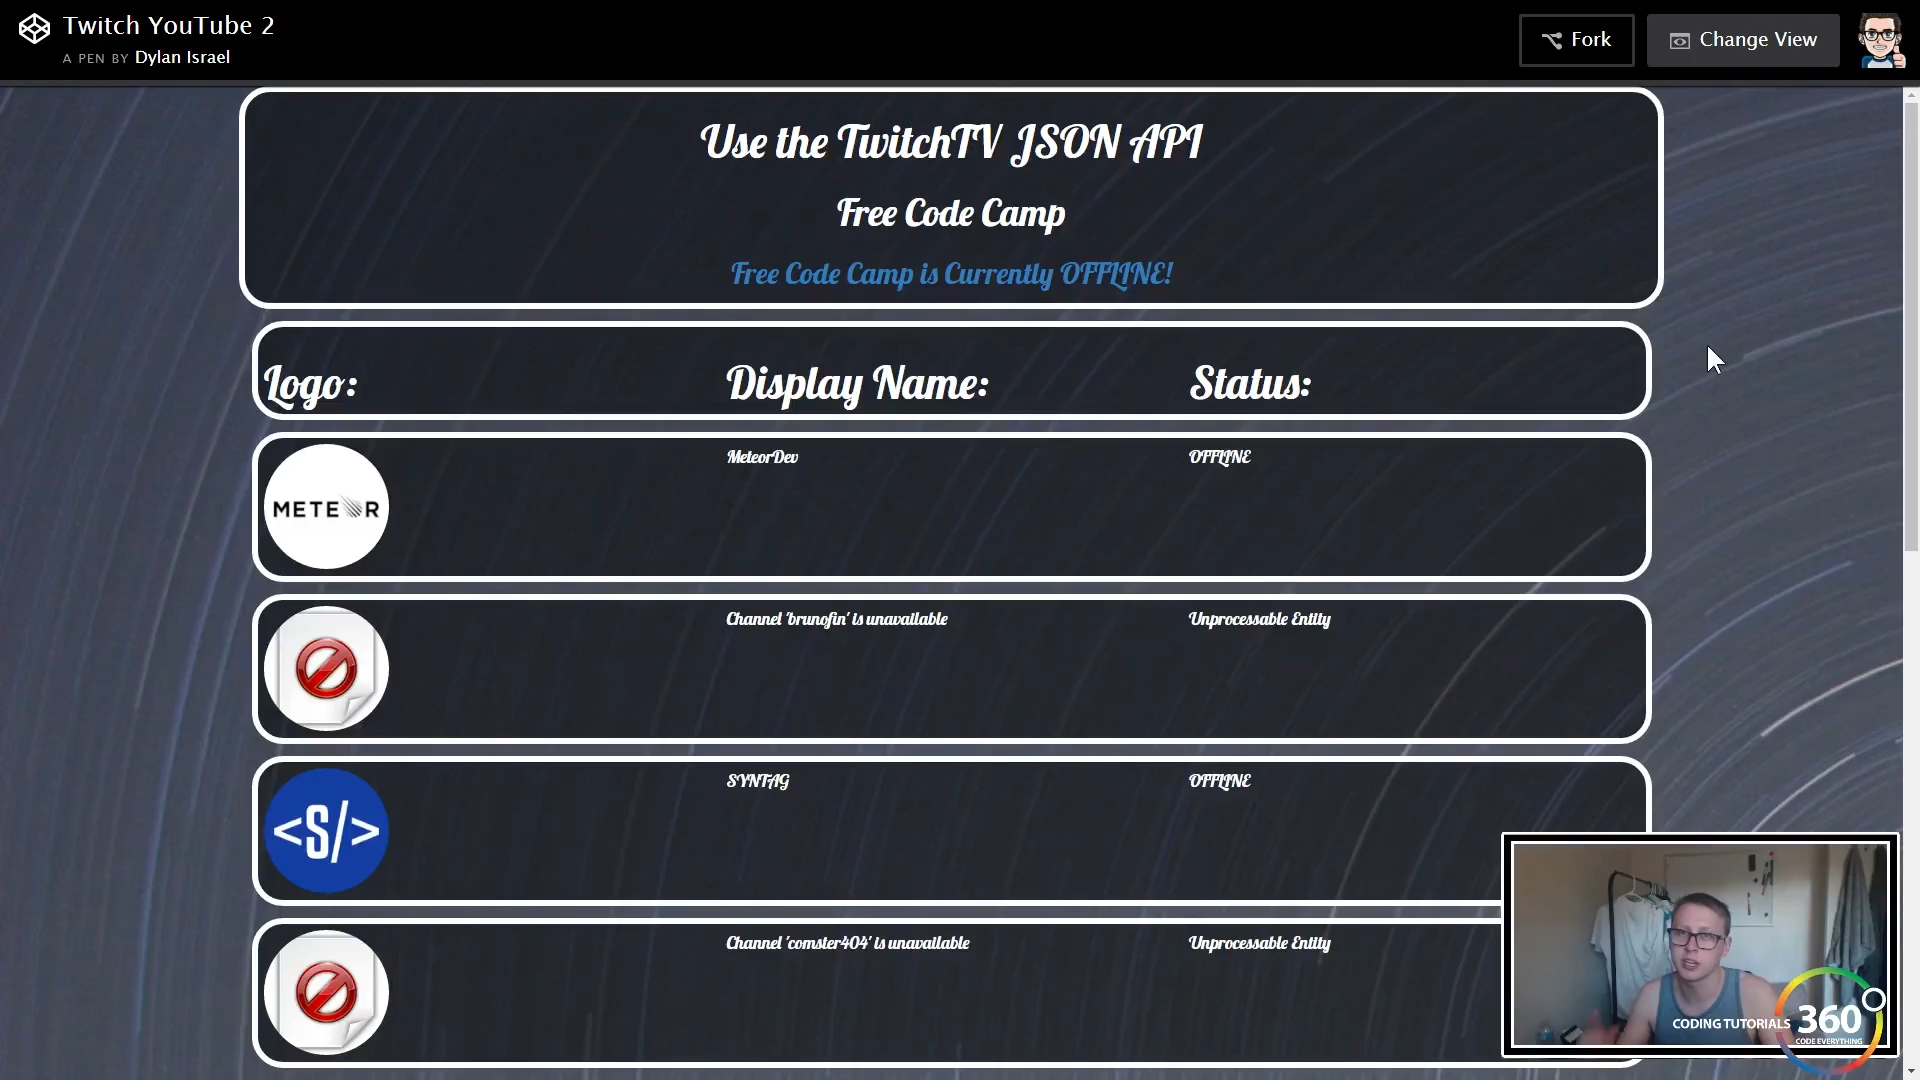 Twitch YouTube 2
A PEN BY Dylan Israel
Fork
Change View
Use the TwitchTV JSON API
Free Code Camp
Free Code Camp is Currently OFFLINE!
Logo:
Display Name:
Status:
METEOR
MeteorDev
OFFLINE
Channel 'brunofin' is unavailable
Unprocessable Entity
<S/>
SYNTAG
OFFLINE
Channel 'comster404' is unavailable
Unprocessable Entity
CODING TUTORIALS 360
CODE EVERYTHING